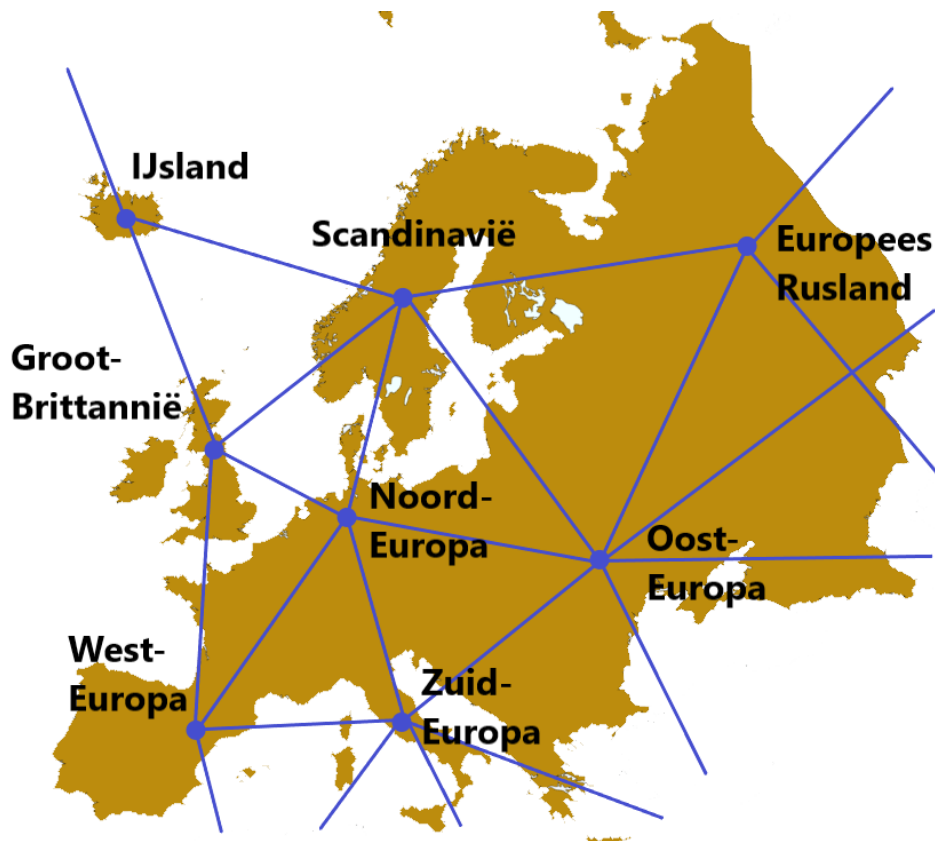 IJsland
Scandinavië
Europees
Rusland
Groot-
Brittannië
Noord-
Europa
Oost-
Europa
West-
Europa
Zuid-
Europa